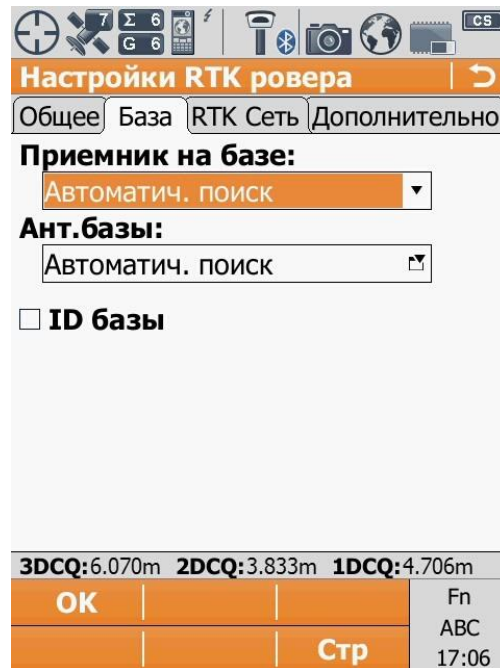 7 Σ 6 CS
G 6
Настройки RTK ровера
Общее База RTK Сеть Дополнительно
Приемник на базе:
Автоматич. поиск
Ант.базы:
Автоматич. поиск
ID базы
3DCQ:6.070m 2DCQ:3.833m 1DCQ:4.706m
OK Fn
ABC
Стр 17:06